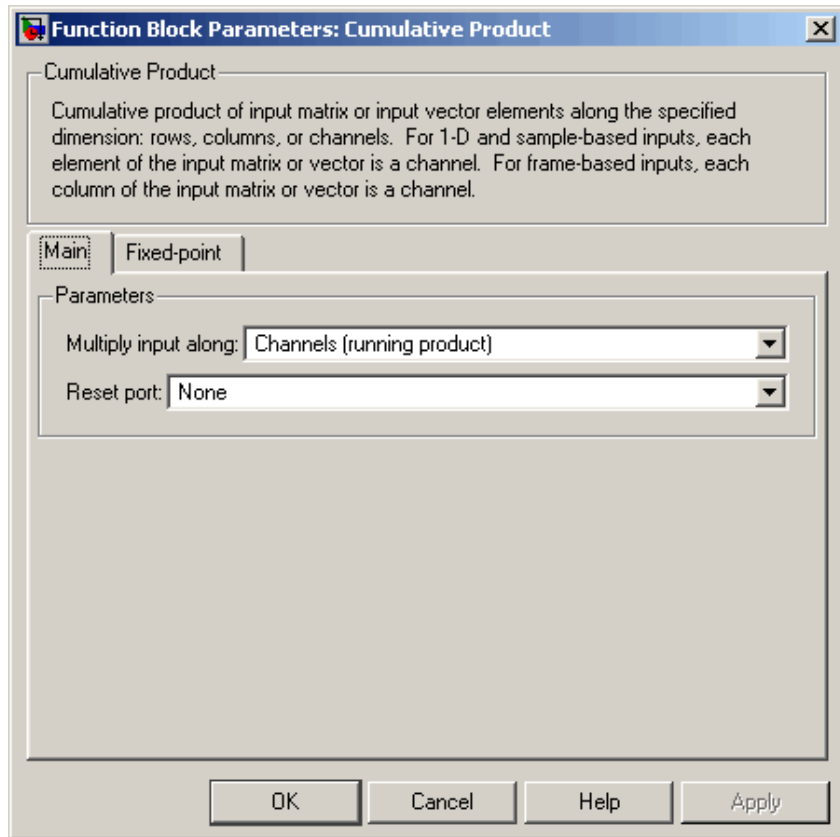 Function Block Parameters: Cumulative Product
Cumulative Product
Cumulative product of input matrix or input vector elements along the specified
dimension: rows, columns, or channels.  For 1-D and sample-based inputs, each
element of the input matrix or vector is a channel.  For frame-based inputs, each
column of the input matrix or vector is a channel.
Main Fixed-point
Parameters
Multiply input along: Channels (running product)
Reset port: None
OK Cancel Help Apply